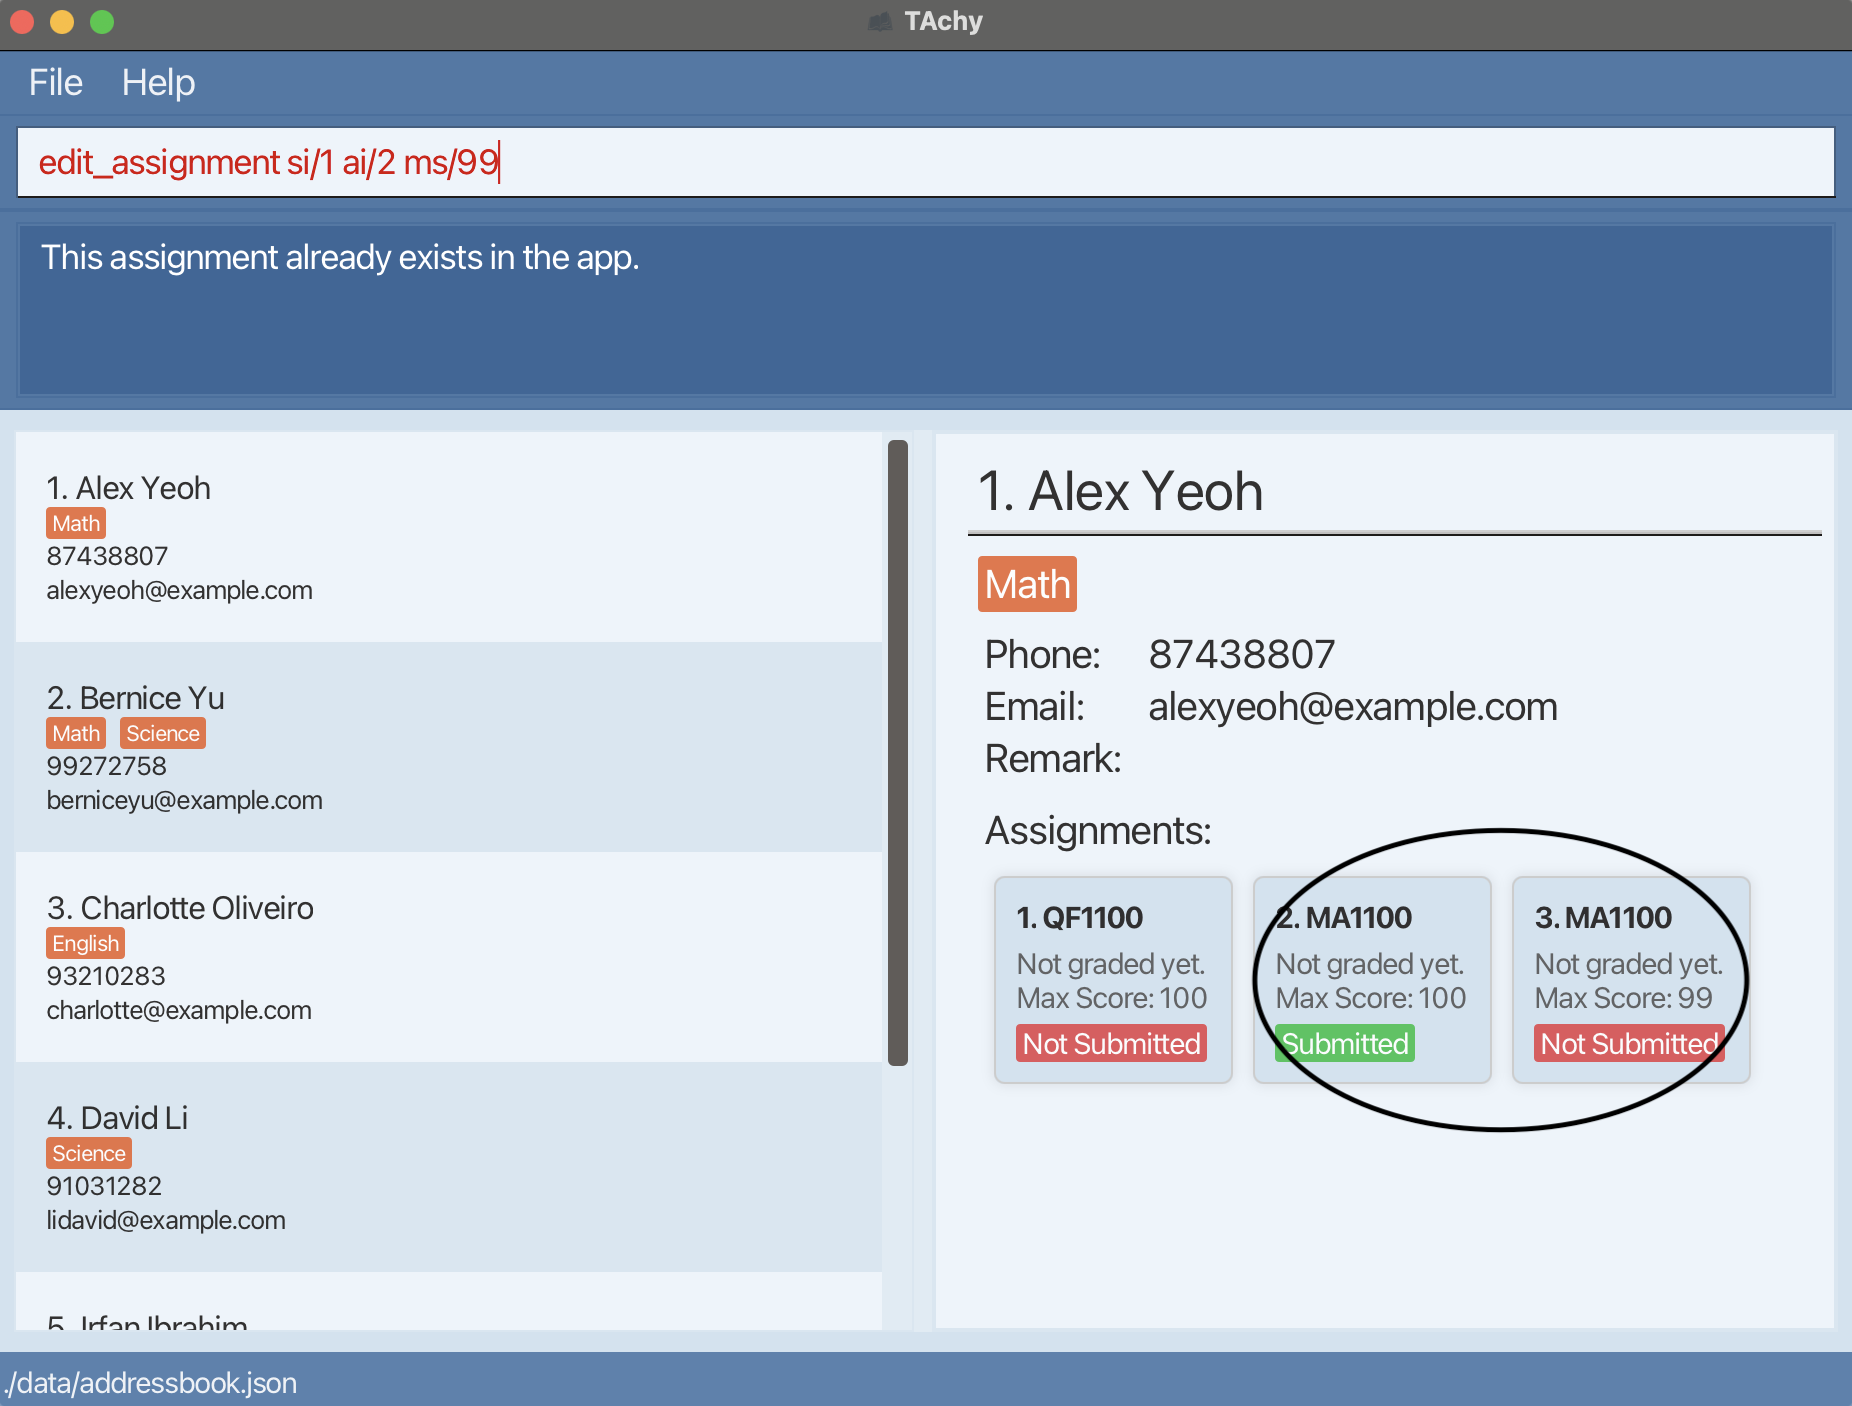 TAchy
File Help
edit_assignment si/1 ai/2 ms/99
This assignment already exists in the app.
1. Alex Yeoh
Math
87438807
alexyeoh@example.com
2. Bernice Yu
Math Science
99272758
berniceyu@example.com
3. Charlotte Oliveiro
English
93210283
charlotte@example.com
4. David Li
Science
91031282
lidavid@example.com
5. Irfan Ibrahim
1. Alex Yeoh
Math
Phone: 87438807
Email: alexyeoh@example.com
Remark:
Assignments:
1. QF1100
Not graded yet.
Max Score: 100
Not Submitted
2. MA1100
Not graded yet.
Max Score: 100
Submitted
3. MA1100
Not graded yet.
Max Score: 99
Not Submitted
./data/addressbook.json